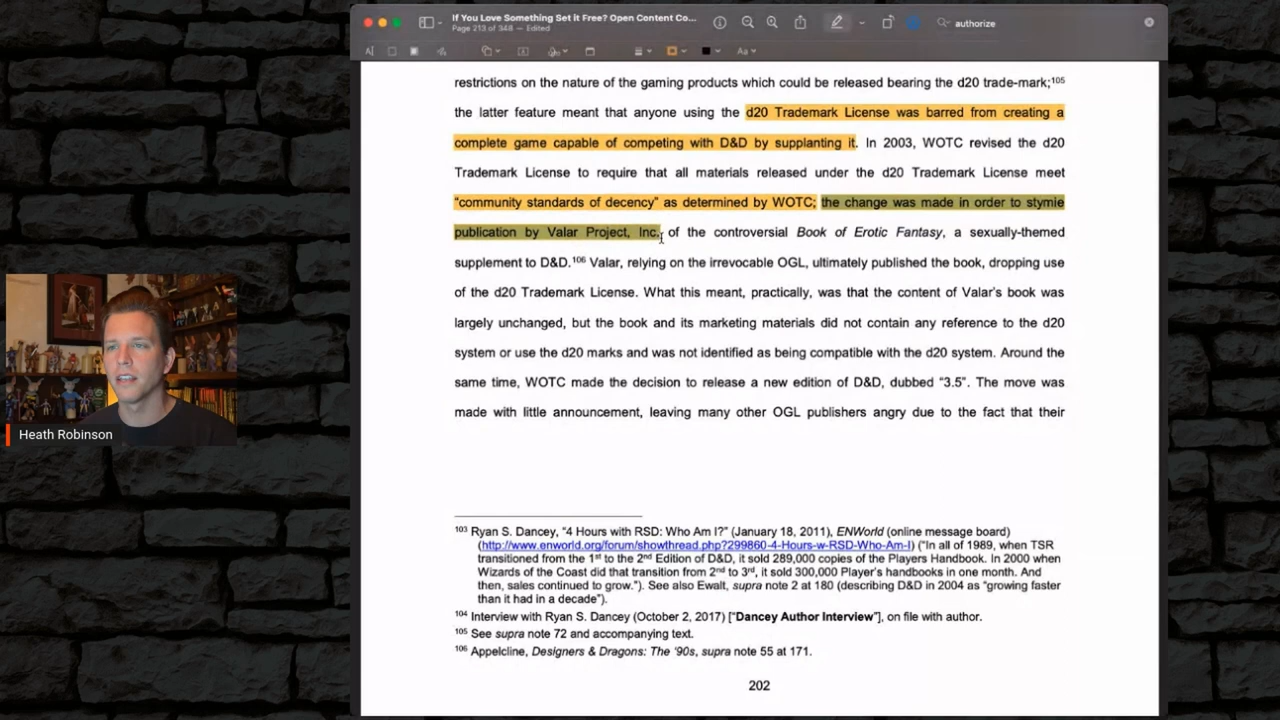 If You Love Something Set it Free? Open Content Co...
Page 213 of 348 — Edited
authorize
restrictions on the nature of the gaming products which could be released bearing the d20 trade-mark;¹⁰⁵
the latter feature meant that anyone using the d20 Trademark License was barred from creating a
complete game capable of competing with D&D by supplanting it. In 2003, WOTC revised the d20
Trademark License to require that all materials released under the d20 Trademark License meet
“community standards of decency” as determined by WOTC; the change was made in order to stymie
publication by Valar Project, Inc. of the controversial Book of Erotic Fantasy, a sexually-themed
supplement to D&D.¹⁰⁶ Valar, relying on the irrevocable OGL, ultimately published the book, dropping use
of the d20 Trademark License. What this meant, practically, was that the content of Valar's book was
largely unchanged, but the book and its marketing materials did not contain any reference to the d20
system or use the d20 marks and was not identified as being compatible with the d20 system. Around the
same time, WOTC made the decision to release a new edition of D&D, dubbed “3.5”. The move was
made with little announcement, leaving many other OGL publishers angry due to the fact that their
Heath Robinson
¹⁰³ Ryan S. Dancey, “4 Hours with RSD: Who Am I?” (January 18, 2011), ENWorld (online message board)
(http://www.enworld.org/forum/showthread.php?299860-4-Hours-w-RSD-Who-Am-I) (“In all of 1989, when TSR
transitioned from the 1st to the 2nd Edition of D&D, it sold 289,000 copies of the Players Handbook. In 2000 when
Wizards of the Coast did that transition from 2nd to 3rd, it sold 300,000 Player's handbooks in one month. And
then, sales continued to grow.”). See also Ewalt, supra note 2 at 180 (describing D&D in 2004 as “growing faster
than it had in a decade”).
¹⁰⁴ Interview with Ryan S. Dancey (October 2, 2017) [“Dancey Author Interview”], on file with author.
¹⁰⁵ See supra note 72 and accompanying text.
¹⁰⁶ Appelcline, Designers & Dragons: The ’90s, supra note 55 at 171.
202